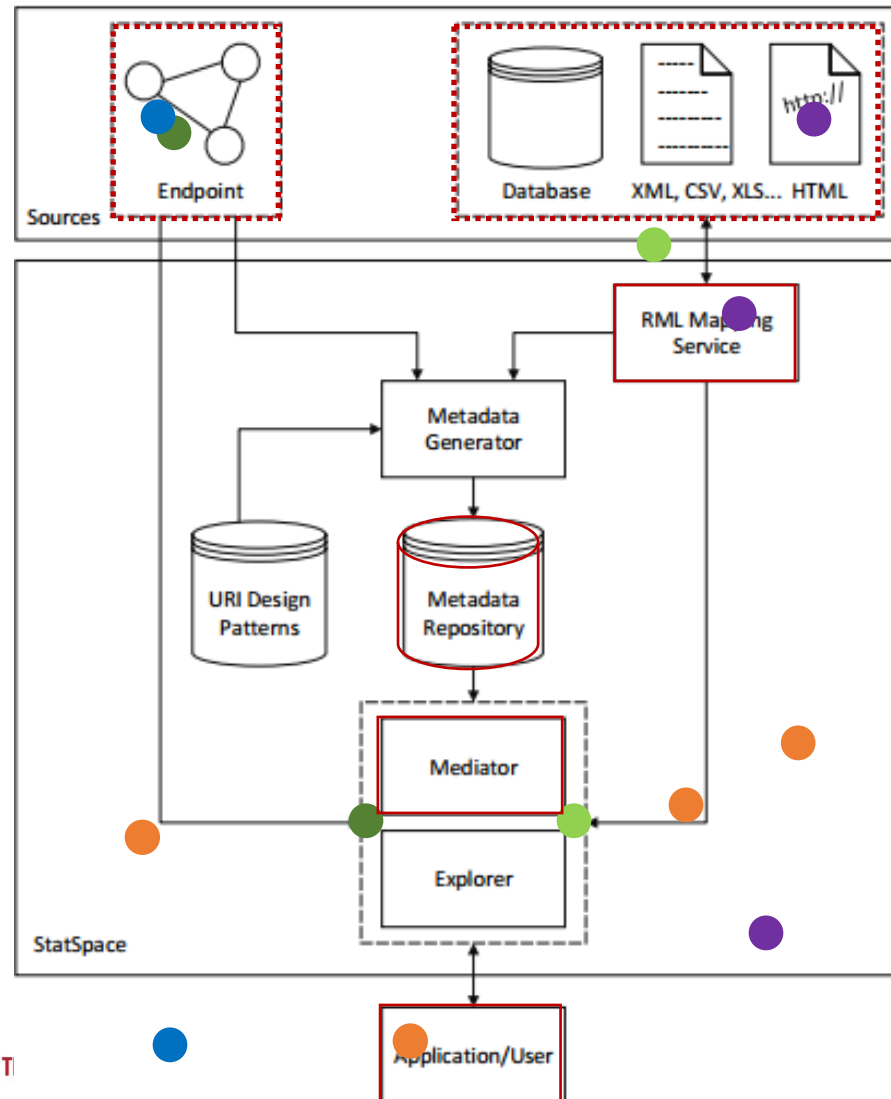 http://
Endpoint
Database
XML, CSV, XLS...
HTML
Sources
RML Mapping
Service
Metadata
Generator
URI Design
Patterns
Metadata
Repository
Mediator
Explorer
StatSpace
Application/User